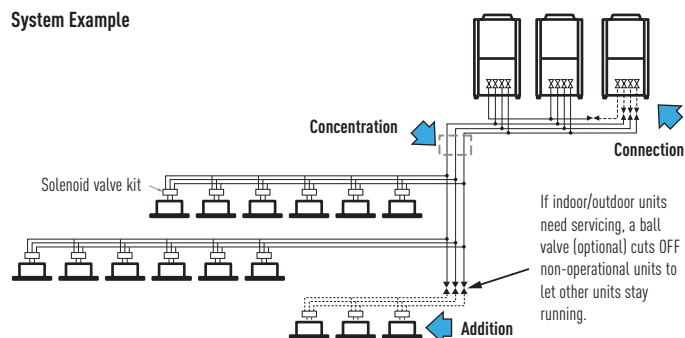 System Example
Concentration
Connection
Solenoid valve kit
If indoor/outdoor units
need servicing, a ball
valve (optional) cuts OFF
non-operational units to
let other units stay
running.
Addition